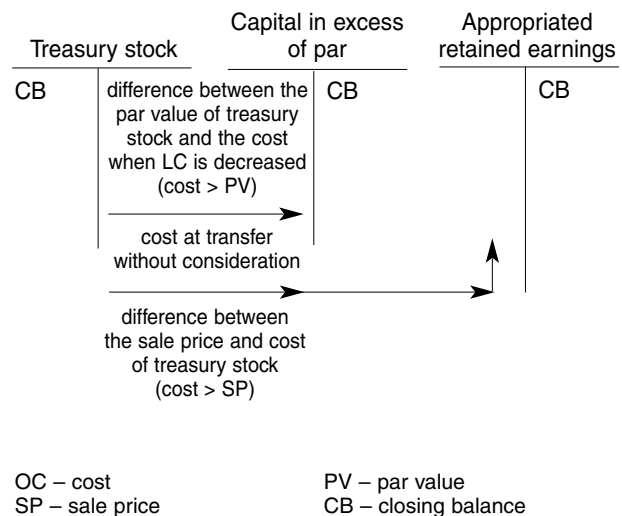 Treasury stock
Capital in excess
of par
Appropriated
retained earnings
CB
difference between the
par value of treasury
stock and the cost
when LC is decreased
(cost > PV)
CB
CB
cost at transfer
without consideration
difference between
the sale price and cost
of treasury stock
(cost > SP)
OC – cost
PV – par value
SP – sale price
CB – closing balance